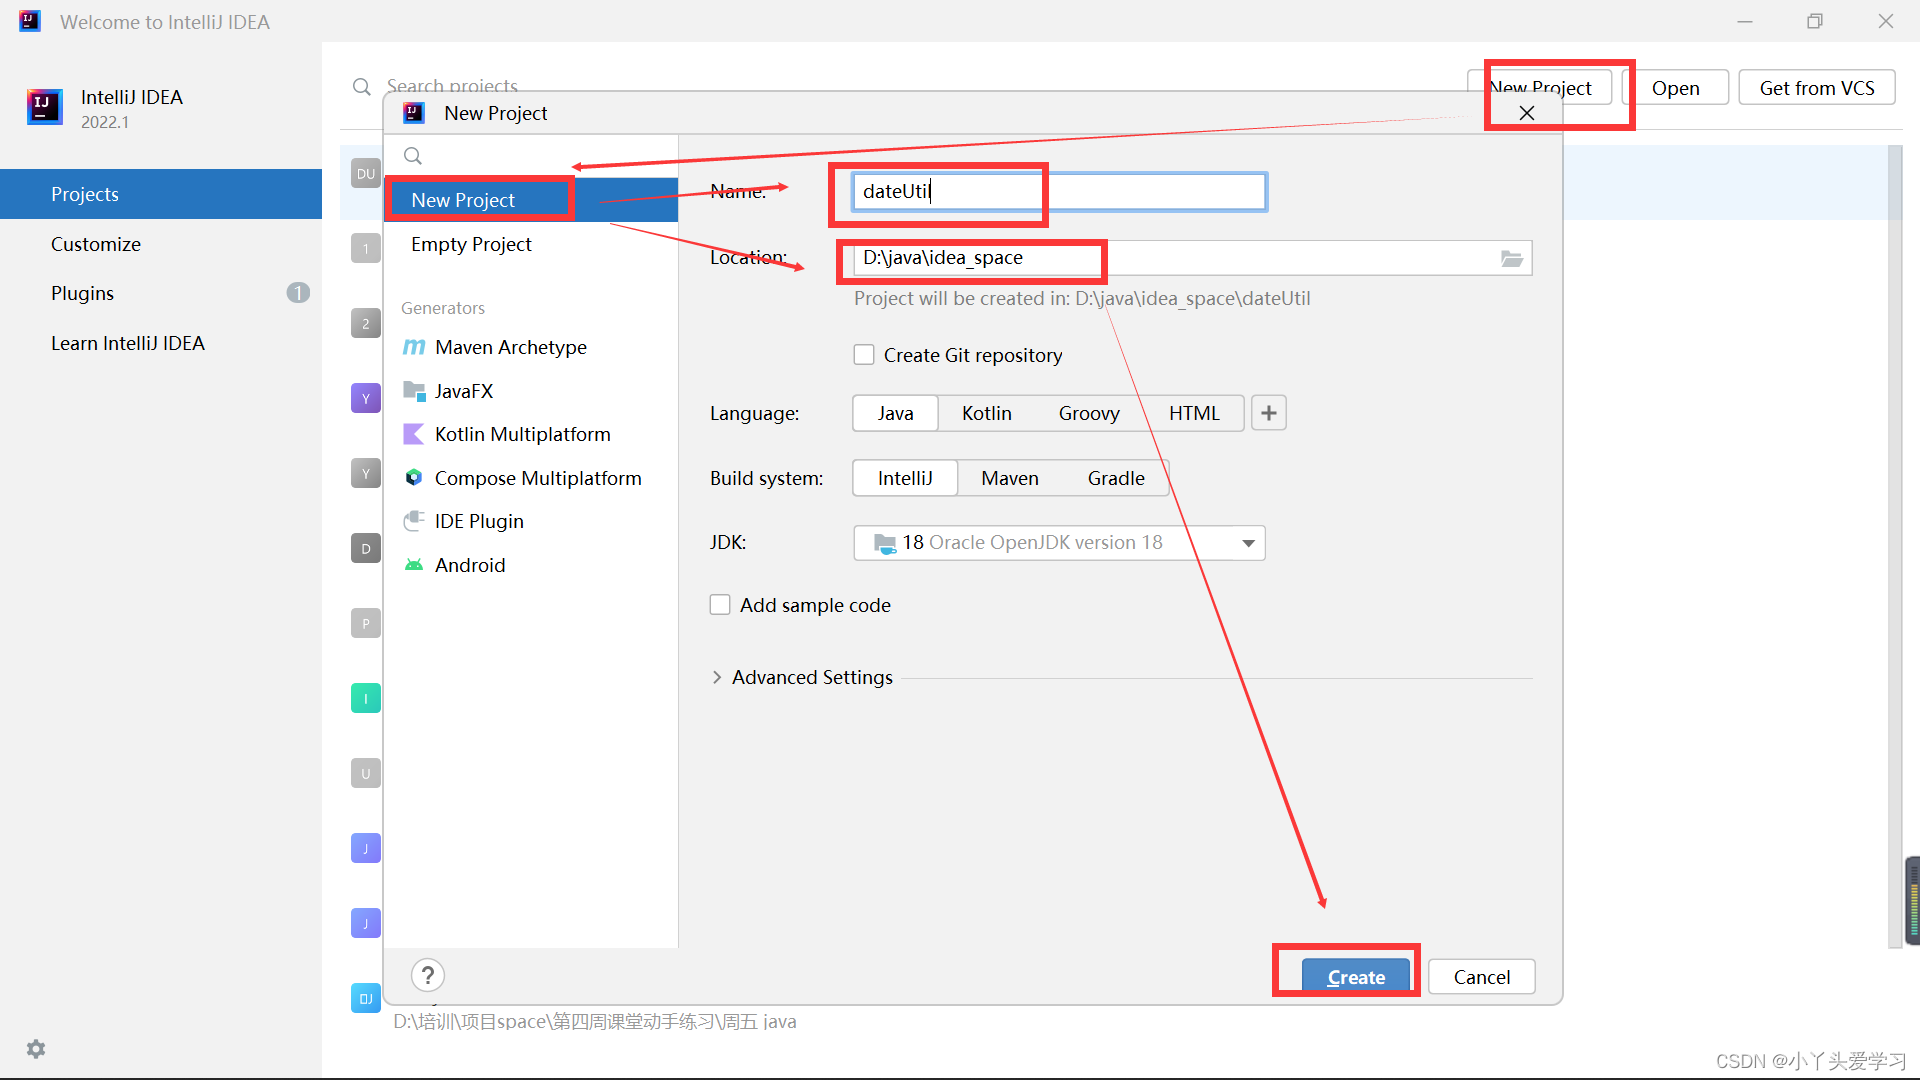 Welcome to IntelliJ IDEA
IntelliJ IDEA
2022.1
Projects
Customize
Plugins
1
Learn IntelliJ IDEA
Search projects
New Project
Open
Get from VCS
DU
1
2
Y
Y
D
P
I
U
J
J
DJ
New Project
New Project
Empty Project
Generators
Maven Archetype
JavaFX
Kotlin Multiplatform
Compose Multiplatform
IDE Plugin
Android
Name:
dateUtil
Location:
D:\java\idea_space
Project will be created in: D:\java\idea_space\dateUtil
Create Git repository
Language:
Java
Kotlin
Groovy
HTML
Build system:
IntelliJ
Maven
Gradle
JDK:
18 Oracle OpenJDK version 18
Add sample code
Advanced Settings
?
Create
Cancel
D:\培训\项目space\第四周课堂动手练习\周五 java
CSDN @小丫头爱学习